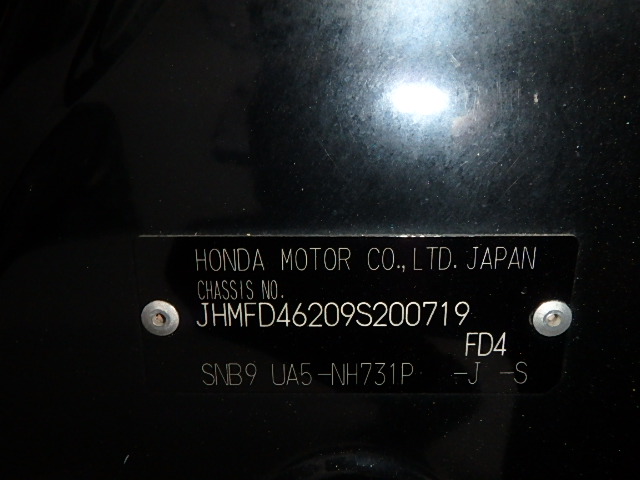 HONDA MOTOR CO.,LTD. JAPAN
CHASSIS NO.
JHMFD46209S200719
FD4
SNB9 UA5-NH731P -J -S